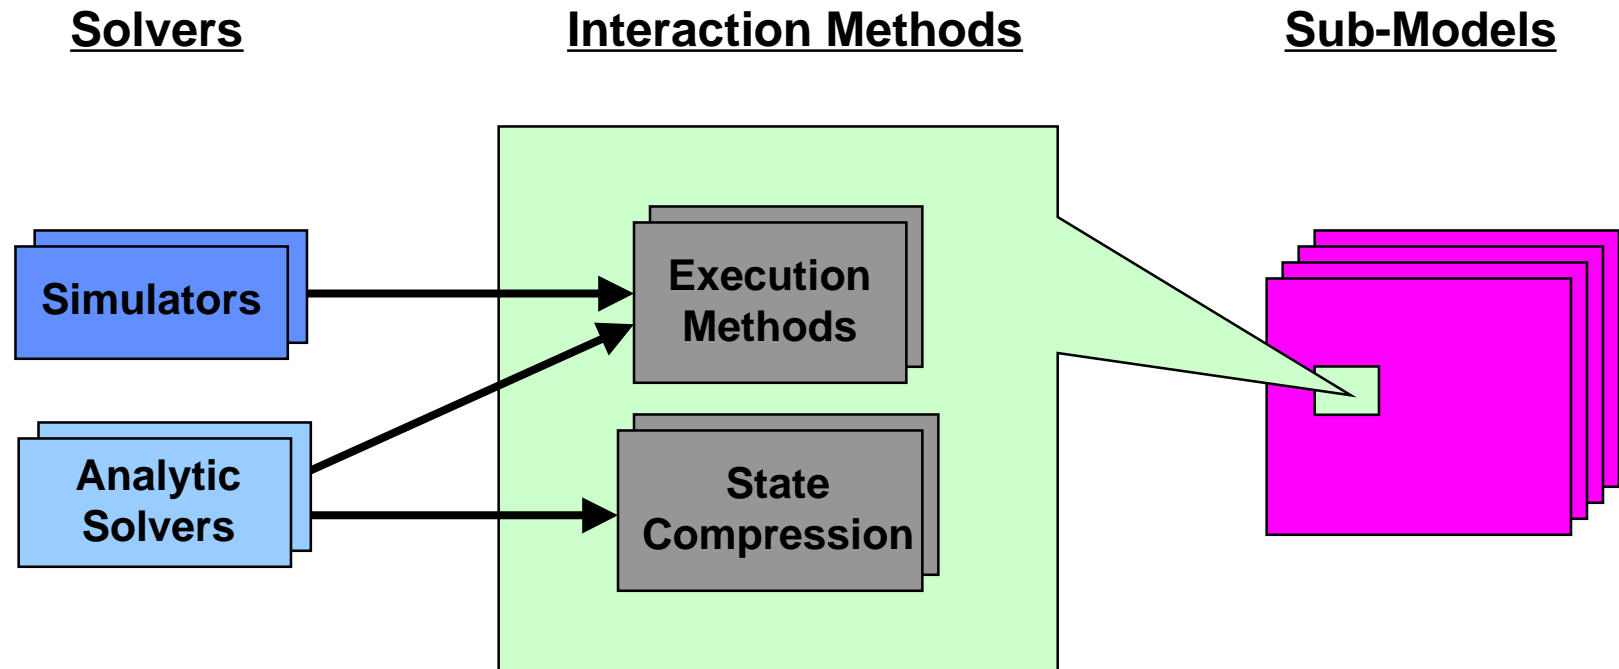 Solvers
Interaction Methods
Sub-Models
Simulators
Execution
Methods
Analytic
Solvers
State
Compression